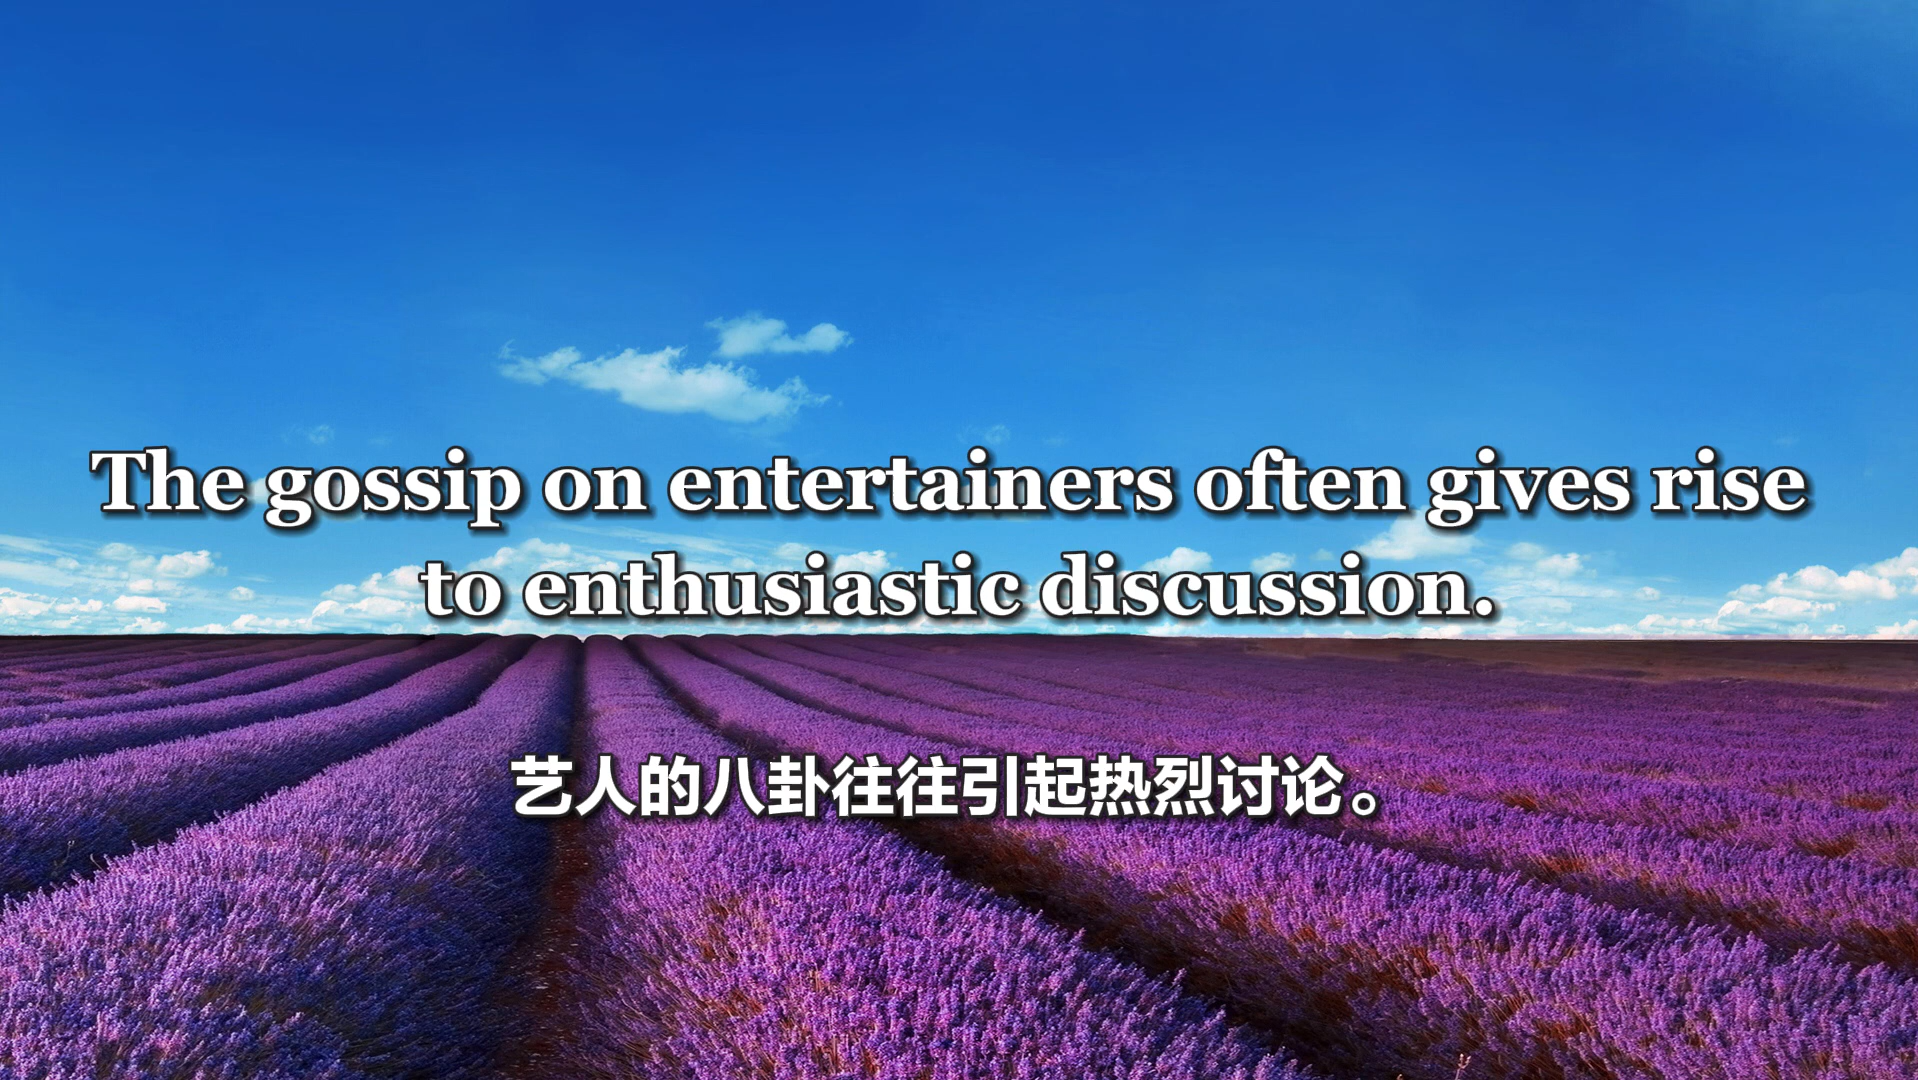 The gossip on entertainers often gives rise
to enthusiastic discussion.
艺人的八卦往往引起热烈讨论。